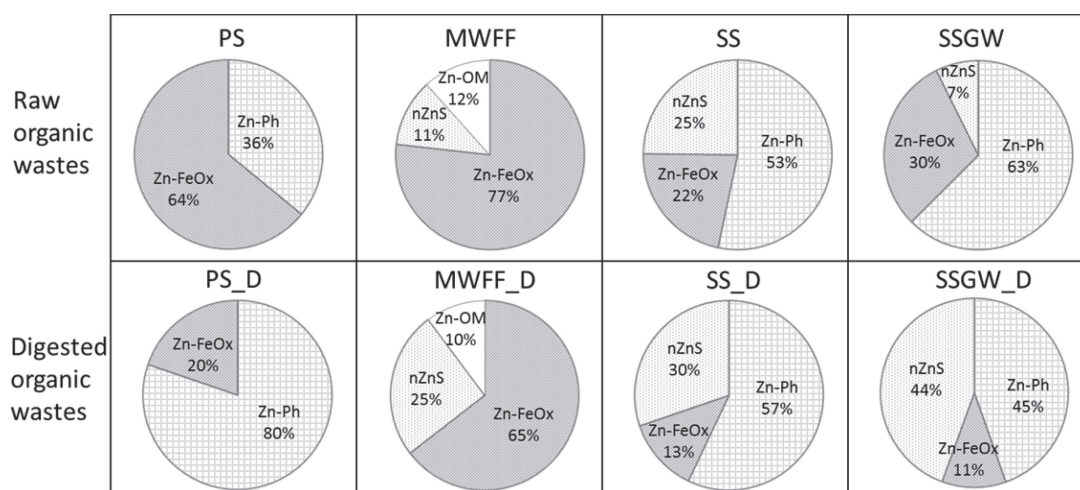 PS
MWFF
SS
SSGW
Raw
organic
wastes
Zn-Ph
36%
Zn-FeOx
64%
Zn-OM
12%
nZnS
11%
Zn-FeOx
77%
nZnS
25%
Zn-Ph
53%
Zn-FeOx
22%
nZnS
7%
Zn-FeOx
30%
Zn-Ph
63%
PS_D
MWFF_D
SS_D
SSGW_D
Digested
organic
wastes
Zn-FeOx
20%
Zn-Ph
80%
Zn-OM
10%
nZnS
25%
Zn-FeOx
65%
nZnS
30%
Zn-Ph
57%
Zn-FeOx
13%
nZnS
44%
Zn-Ph
45%
Zn-FeOx
11%